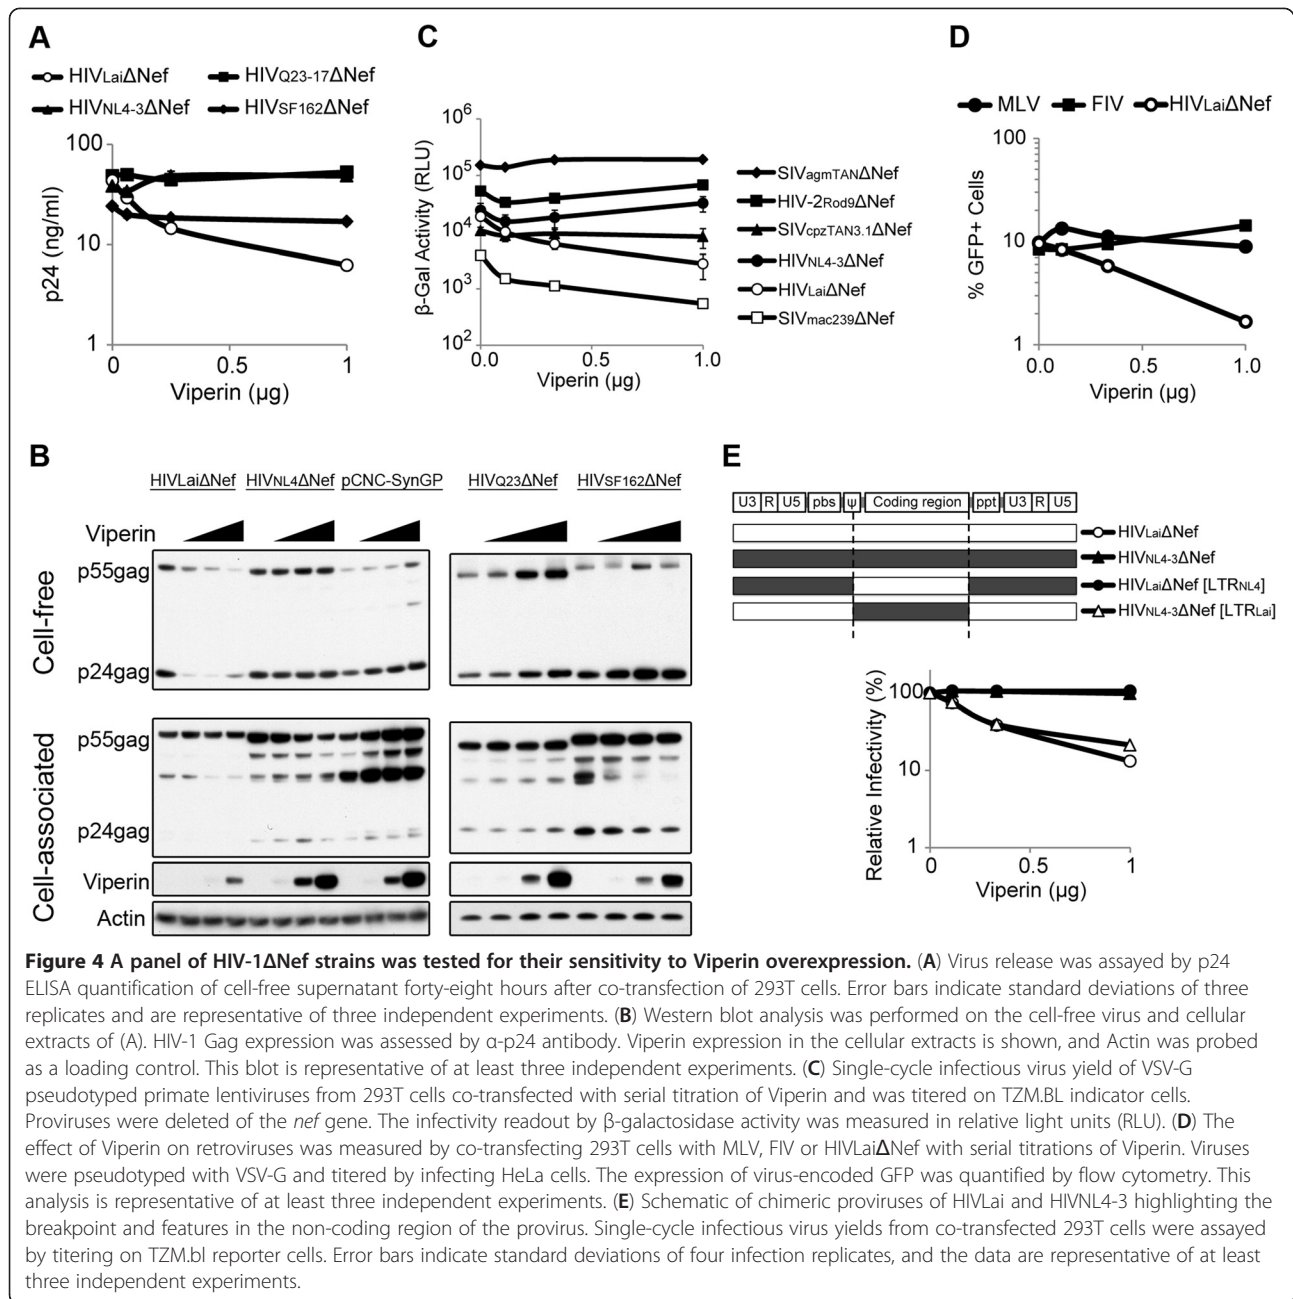 A
HIVLaiΔNef HIVQ23-17ΔNef
HIVNL4-3ΔNef HIVSF162ΔNef
p24 (ng/ml)
100
10
1
0 0.5 1
Viperin (µg)
C
β-Gal Activity (RLU)
10^6
10^5
10^4
10^3
10^2
0.0 0.5 1.0
Viperin (µg)
SIVagmTANΔNef
HIV-2Rod9ΔNef
SIVcpzTAN3.1ΔNef
HIVNL4-3ΔNef
HIVLaiΔNef
SIVmac239ΔNef
D
MLV FIV HIVLaiΔNef
% GFP+ Cells
100
10
1
0.0 0.5 1.0
Viperin (µg)
B
HIVLaiΔNef HIVNL4ΔNef pCNC-SynGP HIVQ23ΔNef HIVSF162ΔNef
Viperin
Cell-free
p55gag
p24gag
Cell-associated
p55gag
p24gag
Viperin
Actin
E
U3 R U5 pbs ψ Coding region ppt U3 R U5
HIVLaiΔNef
HIVNL4-3ΔNef
HIVLaiΔNef [LTRNL4]
HIVNL4-3ΔNef [LTRLai]
Relative Infectivity (%)
100
10
1
0 0.5 1
Viperin (µg)
Figure 4 A panel of HIV-1ΔNef strains was tested for their sensitivity to Viperin overexpression. (A) Virus release was assayed by p24
ELISA quantification of cell-free supernatant forty-eight hours after co-transfection of 293T cells. Error bars indicate standard deviations of three
replicates and are representative of three independent experiments. (B) Western blot analysis was performed on the cell-free virus and cellular
extracts of (A). HIV-1 Gag expression was assessed by α-p24 antibody. Viperin expression in the cellular extracts is shown, and Actin was probed
as a loading control. This blot is representative of at least three independent experiments. (C) Single-cycle infectious virus yield of VSV-G
pseudotyped primate lentiviruses from 293T cells co-transfected with serial titration of Viperin and was titered on TZM.BL indicator cells.
Proviruses were deleted of the nef gene. The infectivity readout by β-galactosidase activity was measured in relative light units (RLU). (D) The
effect of Viperin on retroviruses was measured by co-transfecting 293T cells with MLV, FIV or HIVLaiΔNef with serial titrations of Viperin. Viruses
were pseudotyped with VSV-G and titered by infecting HeLa cells. The expression of virus-encoded GFP was quantified by flow cytometry. This
analysis is representative of at least three independent experiments. (E) Schematic of chimeric proviruses of HIVLai and HIVNL4-3 highlighting the
breakpoint and features in the non-coding region of the provirus. Single-cycle infectious virus yields from co-transfected 293T cells were assayed
by titering on TZM.bl reporter cells. Error bars indicate standard deviations of four infection replicates, and the data are representative of at least
three independent experiments.